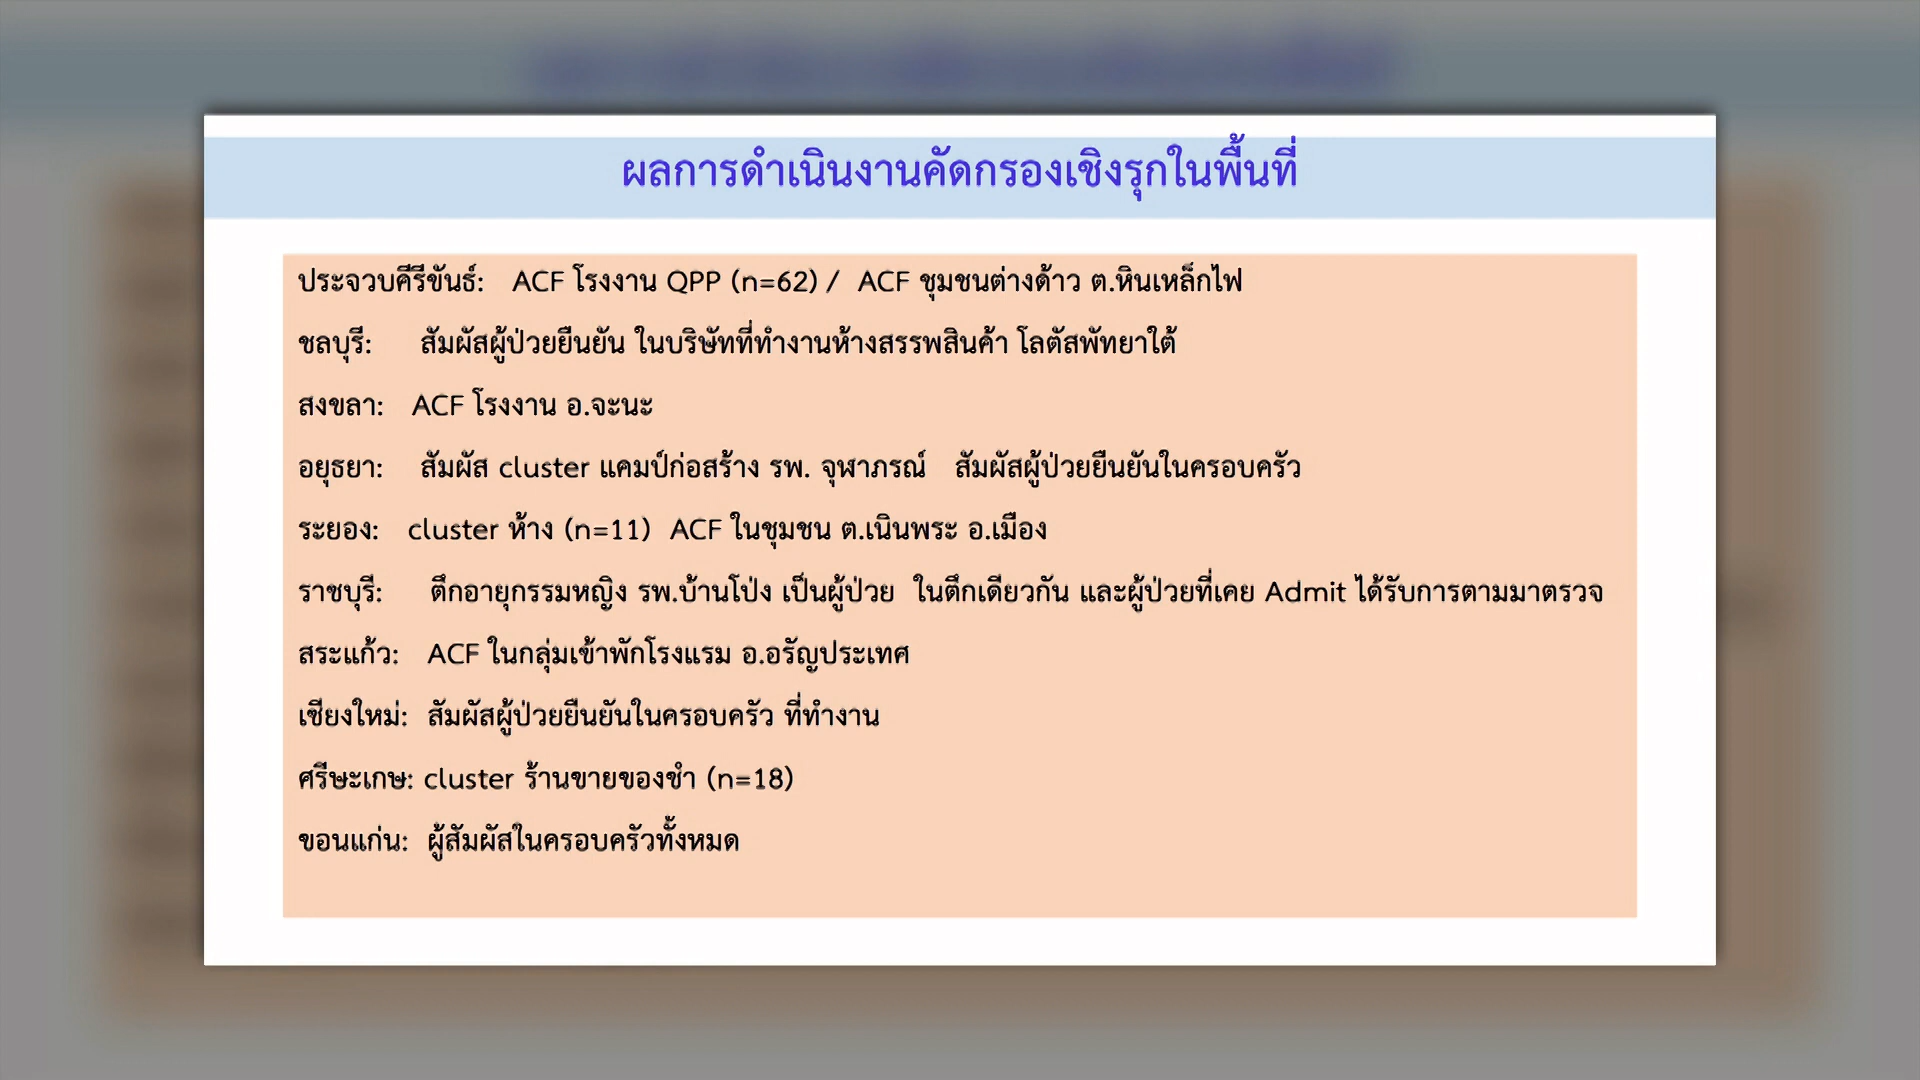 ผลการดำเนินงานคัดกรองเชิงรุกในพื้นที่
ประจวบคีรีขันธ์: ACF โรงงาน QPP (n=62) / ACF ชุมชนต่างด้าว ต.หินเหล็กไฟ
ชลบุรี: สัมผัสผู้ป่วยยืนยัน ในบริษัทที่ทำงานห้างสรรพสินค้า โลตัสพัทยาใต้
สงขลา: ACF โรงงาน อ.จะนะ
อยุธยา: สัมผัส cluster แคมป์ก่อสร้าง รพ. จุฬาภรณ์ สัมผัสผู้ป่วยยืนยันในครอบครัว
ระยอง: cluster ห้าง (n=11) ACF ในชุมชน ต.เนินพระ อ.เมือง
ราชบุรี: ตึกอายุกรรมหญิง รพ.บ้านโป่ง เป็นผู้ป่วย ในตึกเดียวกัน และผู้ป่วยที่เคย Admit ได้รับการตามมาตรวจ
สระแก้ว: ACF ในกลุ่มเข้าพักโรงแรม อ.อรัญประเทศ
เชียงใหม่: สัมผัสผู้ป่วยยืนยันในครอบครัว ที่ทำงาน
ศรีษะเกษ: cluster ร้านขายของชำ (n=18)
ขอนแก่น: ผู้สัมผัสในครอบครัวทั้งหมด